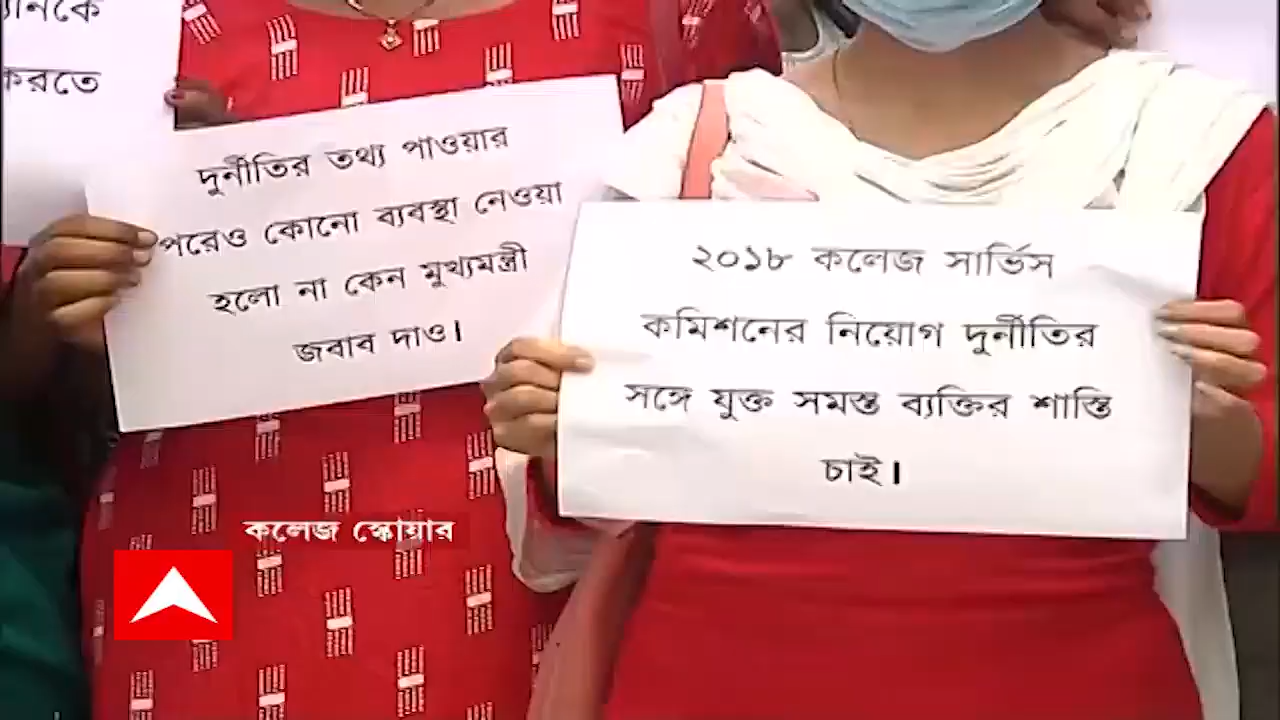 করতে
দুর্নীতির তথ্য পাওয়ার
পরেও কোনো ব্যবস্থা নেওয়া
হলো না কেন মুখ্যমন্ত্রী
জবাব দাও।
২০১৮ কলেজ সার্ভিস
কমিশনের নিয়োগ দুর্নীতির
সঙ্গে যুক্ত সমস্ত ব্যক্তির শাস্তি
চাই।
কলেজ স্কোয়ার